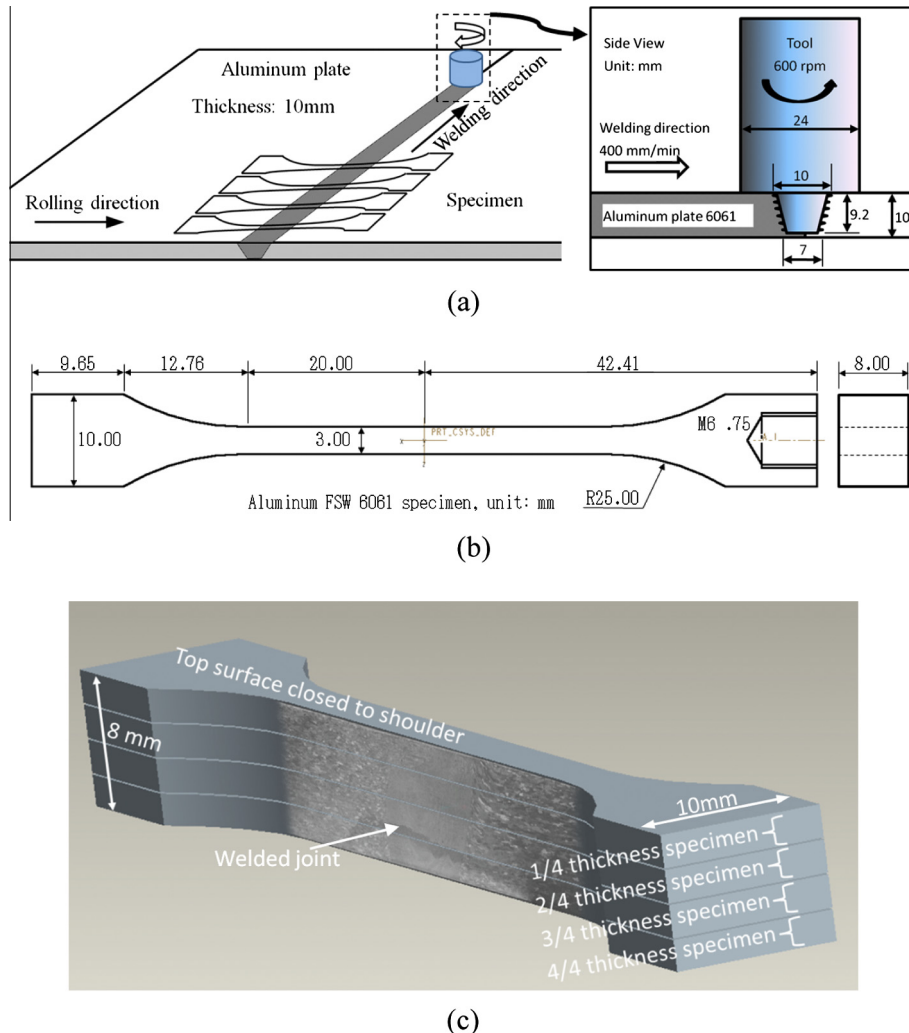 (a)
Aluminum plate
Thickness: 10mm
Welding direction
Rolling direction
Specimen
Side View
Unit: mm
Tool
600 rpm
24
Welding direction
400 mm/min
10
Aluminum plate 6061
9.2
10
7
(a)
9.65
12.76
20.00
42.41
8.00
10.00
3.00
PRT_CSYS_DEF
M6 .75
A_1
R25.00
Aluminum FSW 6061 specimen, unit: mm
(b)
Top surface closed to shoulder
8 mm
10mm
Welded joint
1/4 thickness specimen
2/4 thickness specimen
3/4 thickness specimen
4/4 thickness specimen
(c)